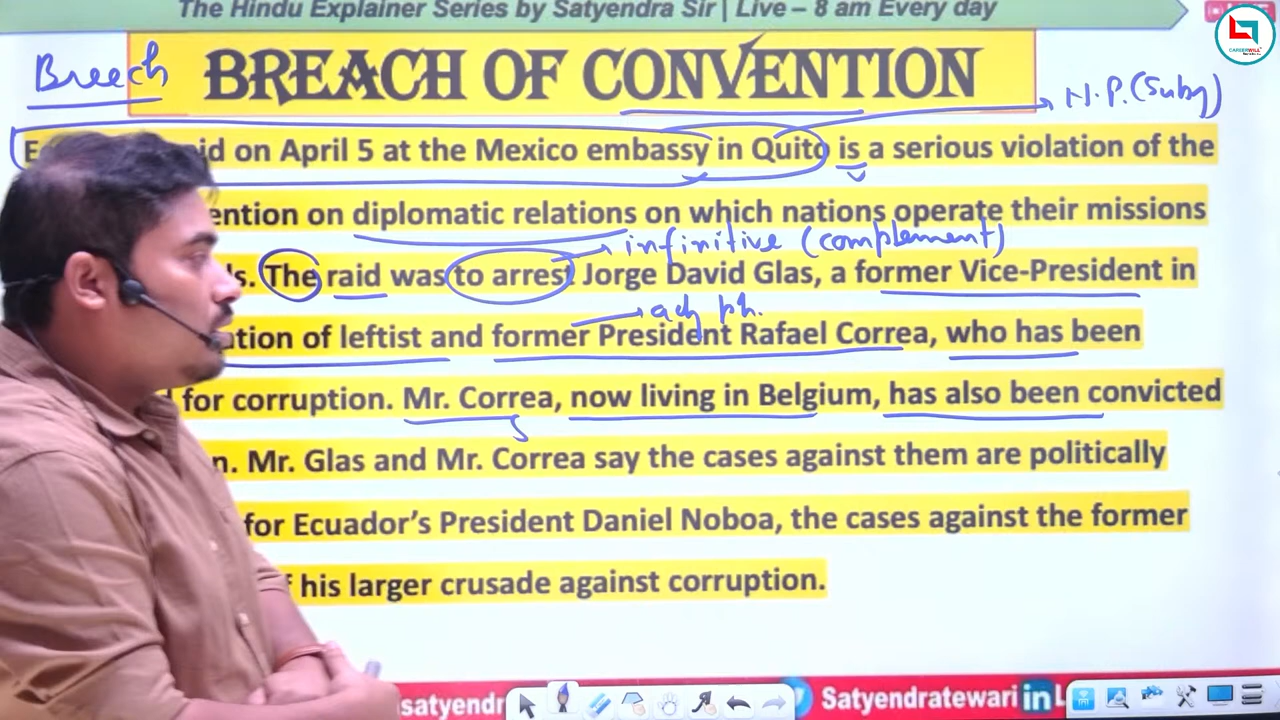 The Hindu Explainer Series by Satyendra Sir | Live – 8 am Every day
CAREERWILL
Breech
BREACH OF CONVENTION
N.P. (Subj)
on April 5 at the Mexico embassy in Quito is a serious violation of the
v
diplomatic relations on which nations operate their missions
infinitive (complement)
The raid was to arrest Jorge David Glas, a former Vice-President in
adj ph.
of leftist and former President Rafael Correa, who has been
for corruption. Mr. Correa, now living in Belgium, has also been convicted
Mr. Glas and Mr. Correa say the cases against them are politically
for Ecuador's President Daniel Noboa, the cases against the former
his larger crusade against corruption.
satyendr
Satyendratewari in L